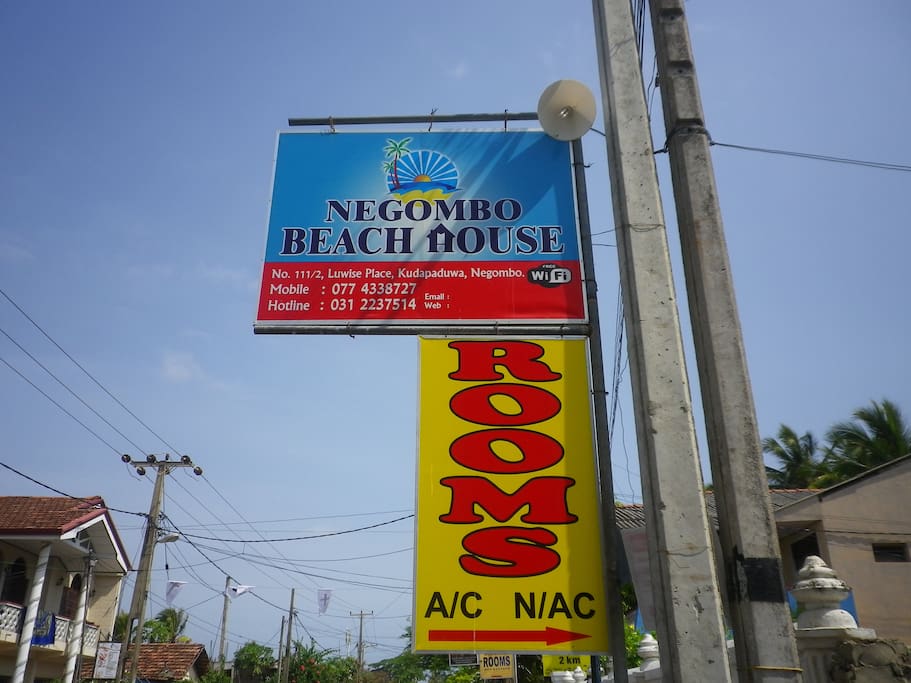 NEGOMBO
BEACH HOUSE
No. 111/2, Luwise Place, Kudapaduwa, Negombo.
FREE
WiFi
Mobile : 077 4338727
Hotline : 031 2237514
Email :
Web :
ROOMS
A/C N/AC
ROOMS
2 km